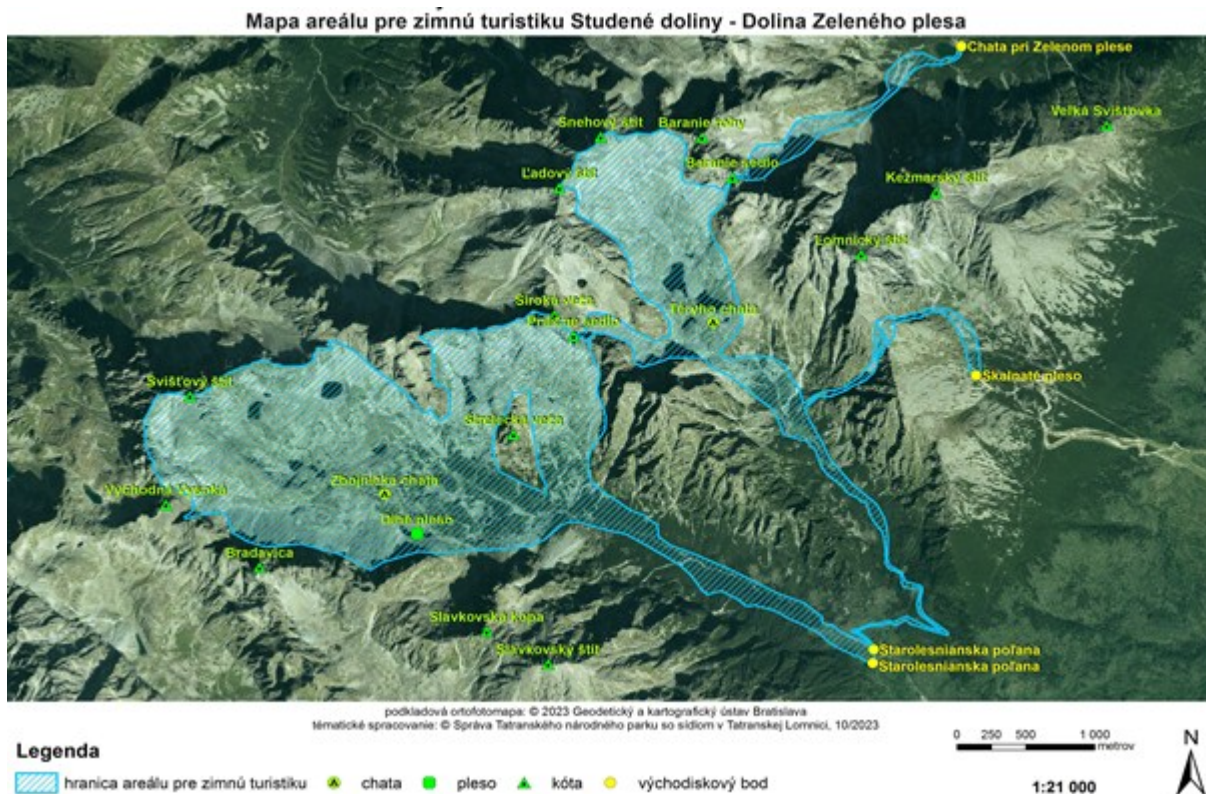 Mapa areálu pre zimnú turistiku Studené doliny - Dolina Zeleného plesa
Chata pri Zelenom plese
Veľká Svišťovka
Snehový štít
Baranie rohy
Baranie sedlo
Ľadový štít
Kežmarský štít
Lomnický štít
Široká veža
Priečne sedlo
Téryho chata
Skalnaté pleso
Svišťový štít
Strelecká veža
Zbojnícka chata
Východná Vysoká
Dlhé pleso
Bradavica
Slavkovská kopa
Slavkovský štít
Starolesnianska poľana
Starolesnianska poľana
podkladová ortofotomapa: © 2023 Geodetický a kartografický ústav Bratislava
tématické spracovanie: © Správa Tatranského národného parku so sídlom v Tatranskej Lomnici, 10/2023
Legenda
hranica areálu pre zimnú turistiku chata pleso kóta východiskový bod
0 250 500 1 000
metrov
1:21 000
N